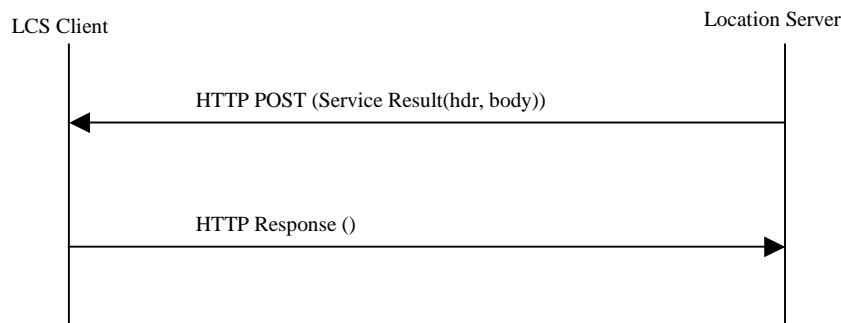 LCS Client
Location Server
HTTP POST (Service Result(hdr, body))
HTTP Response ()